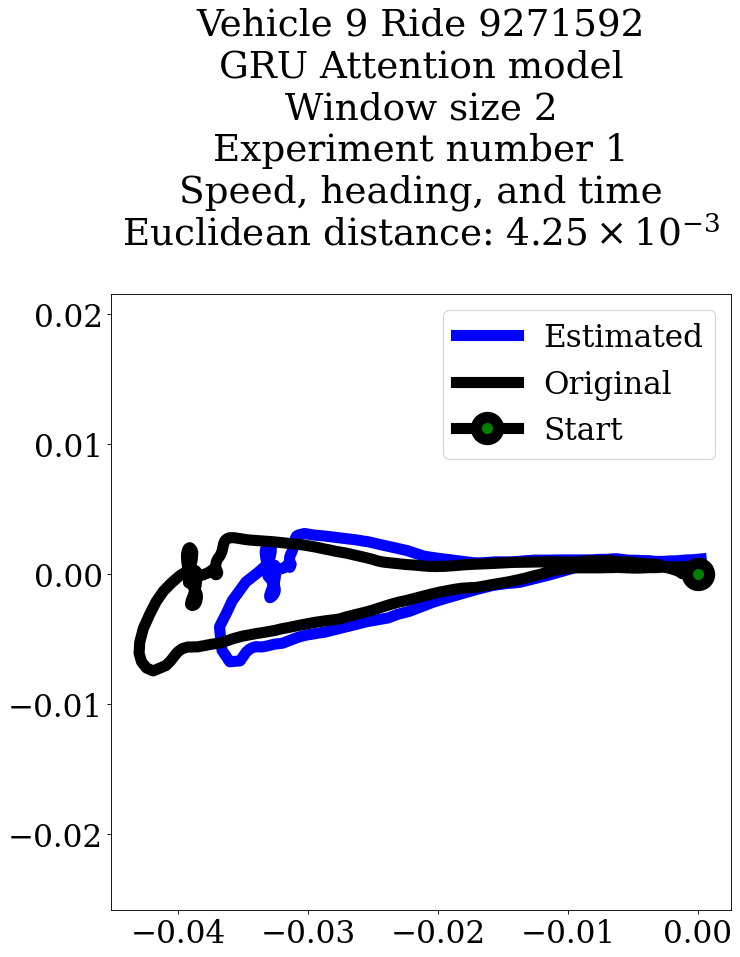 Vehicle 9 Ride 9271592
GRU Attention model
Window size 2
Experiment number 1
Speed, heading, and time
Euclidean distance: 4.25 × 10⁻³
Estimated
Original
Start
0.02
0.01
0.00
−0.01
−0.02
−0.04 −0.03 −0.02 −0.01 0.00